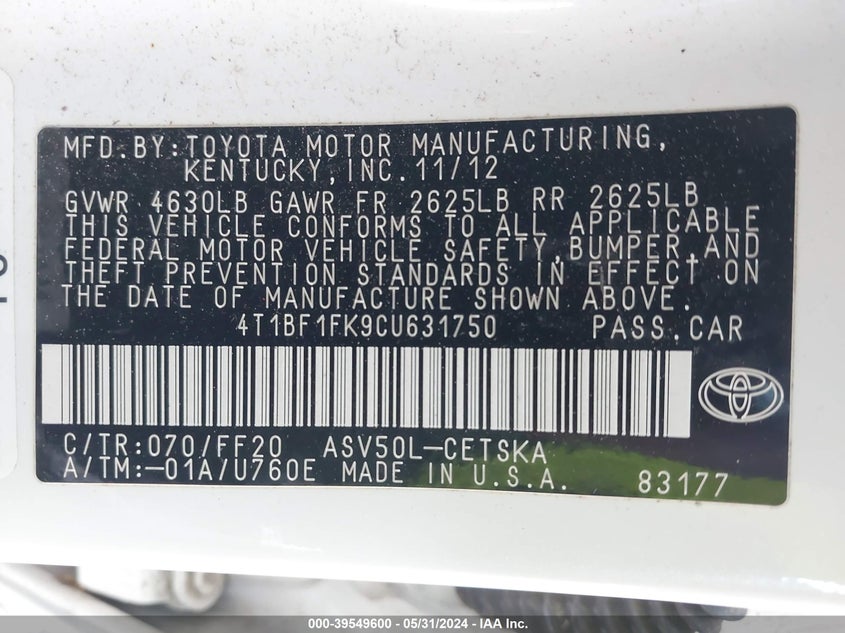 MFD.BY:TOYOTA MOTOR MANUFACTURING,
KENTUCKY,INC.11/12
GVWR 4630LB GAWR FR 2625LB RR 2625LB
THIS VEHICLE CONFORMS TO ALL APPLICABLE
FEDERAL MOTOR VEHICLE SAFETY,BUMPER,AND
THEFT PREVENTION STANDARDS IN EFFECT ON
THE DATE OF MANUFACTURE SHOWN ABOVE.
4T1BF1FK9CU631750 PASS.CAR
C/TR:070/FF20 ASV50L-CETSKA
A/TM:-01A/U760E MADE IN U.S.A. 83177
000-39549600 / 05/31/2024 - IAA Inc.